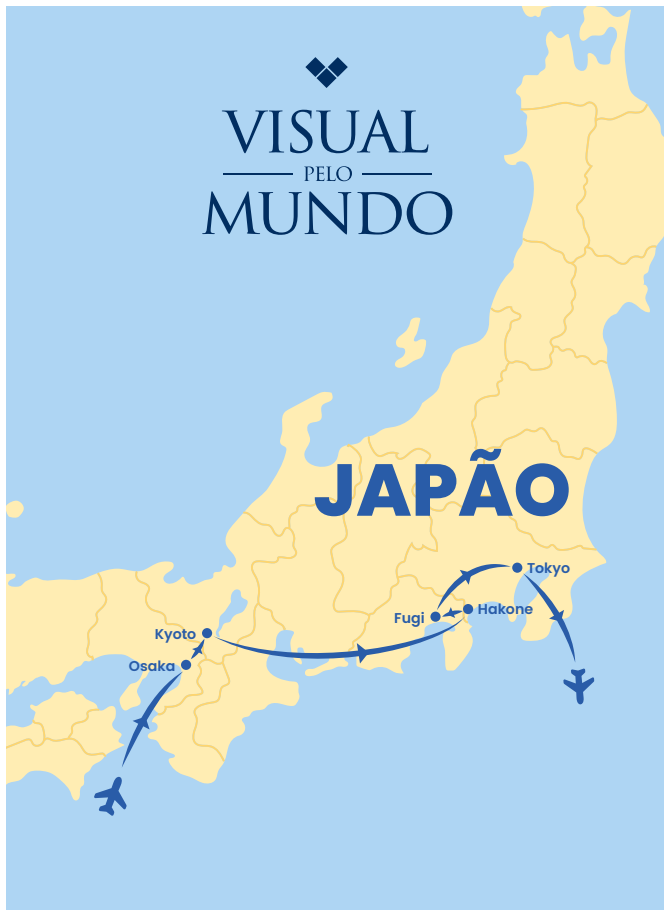 VISUAL
PELO
MUNDO
JAPÃO
Tokyo
Hakone
Fugi
Kyoto
Osaka